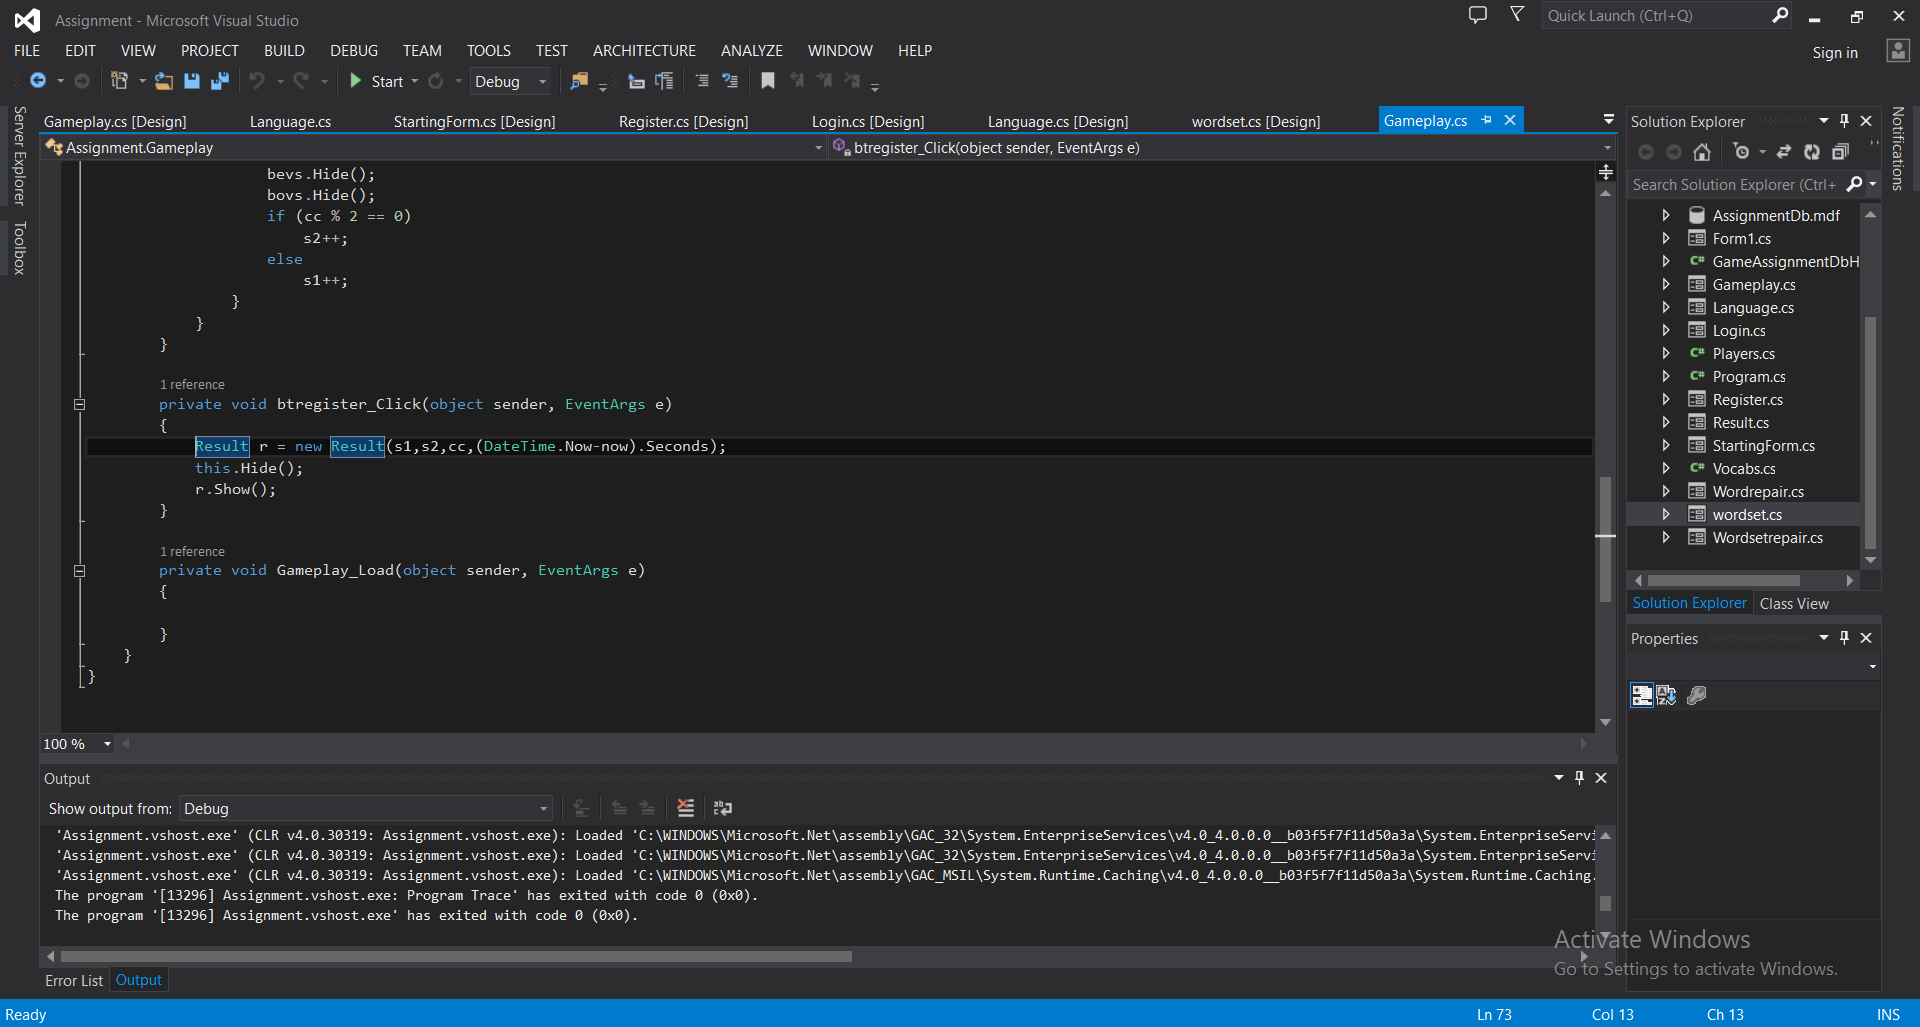 Assignment - Microsoft Visual Studio
Quick Launch (Ctrl+Q)
FILE EDIT VIEW PROJECT BUILD DEBUG TEAM TOOLS TEST ARCHITECTURE ANALYZE WINDOW HELP
Sign in
Start
Debug
Server Explorer
Toolbox
Gameplay.cs [Design] Language.cs StartingForm.cs [Design] Register.cs [Design] Login.cs [Design] Language.cs [Design] wordset.cs [Design] Gameplay.cs
Assignment.Gameplay
btregister_Click(object sender, EventArgs e)
bevs.Hide();
bovs.Hide();
if (cc % 2 == 0)
s2++;
else
s1++;
}
}
}
1 reference
private void btregister_Click(object sender, EventArgs e)
{
Result r = new Result(s1,s2,cc,(DateTime.Now-now).Seconds);
this.Hide();
r.Show();
}
1 reference
private void Gameplay_Load(object sender, EventArgs e)
{
}
}
}
100 %
Output
Show output from: Debug
'Assignment.vshost.exe' (CLR v4.0.30319: Assignment.vshost.exe): Loaded 'C:\WINDOWS\Microsoft.Net\assembly\GAC_32\System.EnterpriseServices\v4.0_4.0.0.0__b03f5f7f11d50a3a\System.EnterpriseServi
'Assignment.vshost.exe' (CLR v4.0.30319: Assignment.vshost.exe): Loaded 'C:\WINDOWS\Microsoft.Net\assembly\GAC_32\System.EnterpriseServices\v4.0_4.0.0.0__b03f5f7f11d50a3a\System.EnterpriseServi
'Assignment.vshost.exe' (CLR v4.0.30319: Assignment.vshost.exe): Loaded 'C:\WINDOWS\Microsoft.Net\assembly\GAC_MSIL\System.Runtime.Caching\v4.0_4.0.0.0__b03f5f7f11d50a3a\System.Runtime.Caching.
The program '[13296] Assignment.vshost.exe: Program Trace' has exited with code 0 (0x0).
The program '[13296] Assignment.vshost.exe' has exited with code 0 (0x0).
Error List Output
Solution Explorer
Search Solution Explorer (Ctrl+
AssignmentDb.mdf
Form1.cs
GameAssignmentDbH
Gameplay.cs
Language.cs
Login.cs
Players.cs
Program.cs
Register.cs
Result.cs
StartingForm.cs
Vocabs.cs
Wordrepair.cs
wordset.cs
Wordsetrepair.cs
Solution Explorer Class View
Properties
Notifications
Activate Windows
Go to Settings to activate Windows.
Ready
Ln 73 Col 13 Ch 13 INS